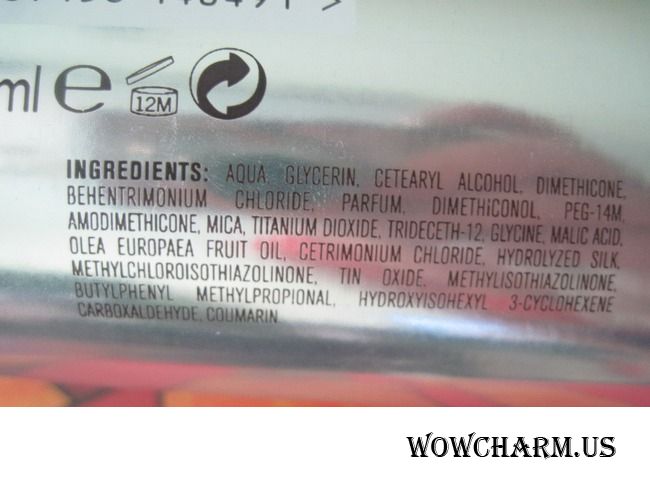 ml e
12M
INGREDIENTS: AQUA GLYCERIN, CETEARYL ALCOHOL, DIMETHICONE,
BEHENTRIMONIUM CHLORIDE, PARFUM, DIMETHiCONOL, PEG-14M,
AMODIMETHICONE, MICA, TITANIUM DIOXIDE, TRIDECETH-12, GLYCINE, MALIC ACID,
OLEA EUROPAEA FRUIT OIL, CETRIMONIUM CHLORIDE, HYDROLYZED SILK,
METHYLCHLOROISOTHIAZOLINONE, TIN OXIDE, METHYLISOTHIAZOLINONE,
BUTYLPHENYL METHYLPROPIONAL, HYDROXYISOHEXYL 3-CYCLOHEXENE
CARBOXALDEHYDE, COUMARIN
WOWCHARM.US